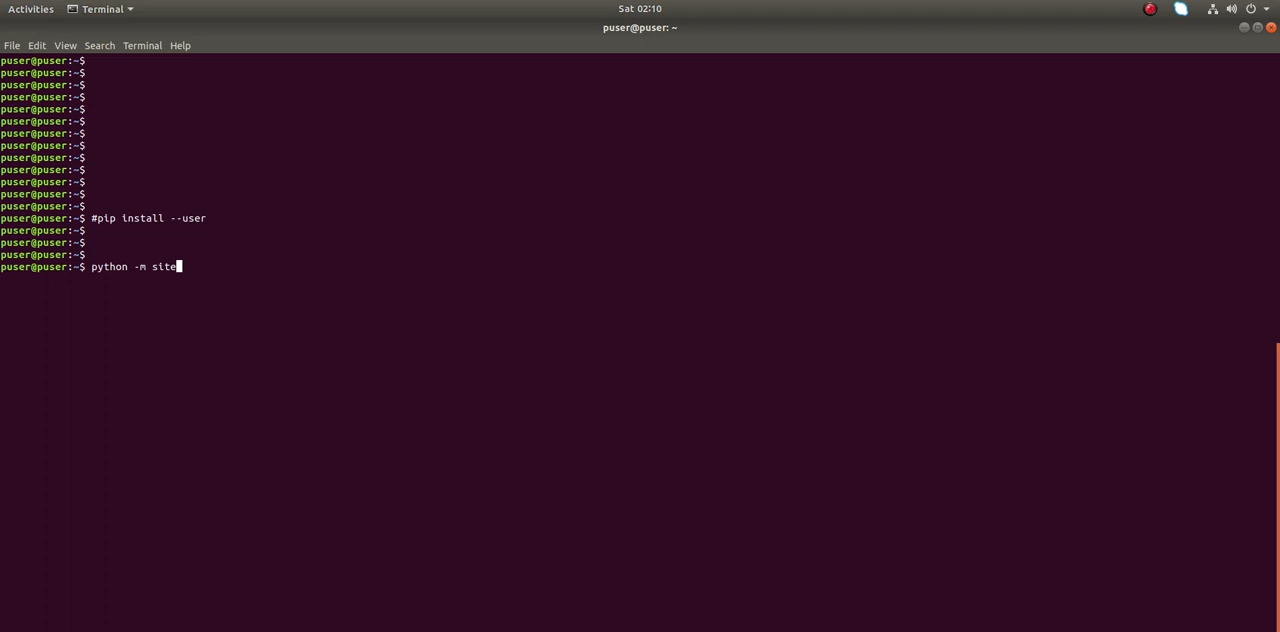 Activities Terminal Sat 02:10
puser@puser: ~
File Edit View Search Terminal Help
puser@puser:~$
puser@puser:~$
puser@puser:~$
puser@puser:~$
puser@puser:~$
puser@puser:~$
puser@puser:~$
puser@puser:~$
puser@puser:~$
puser@puser:~$
puser@puser:~$
puser@puser:~$
puser@puser:~$
puser@puser:~$ #pip install --user
puser@puser:~$
puser@puser:~$
puser@puser:~$
puser@puser:~$ python -m site